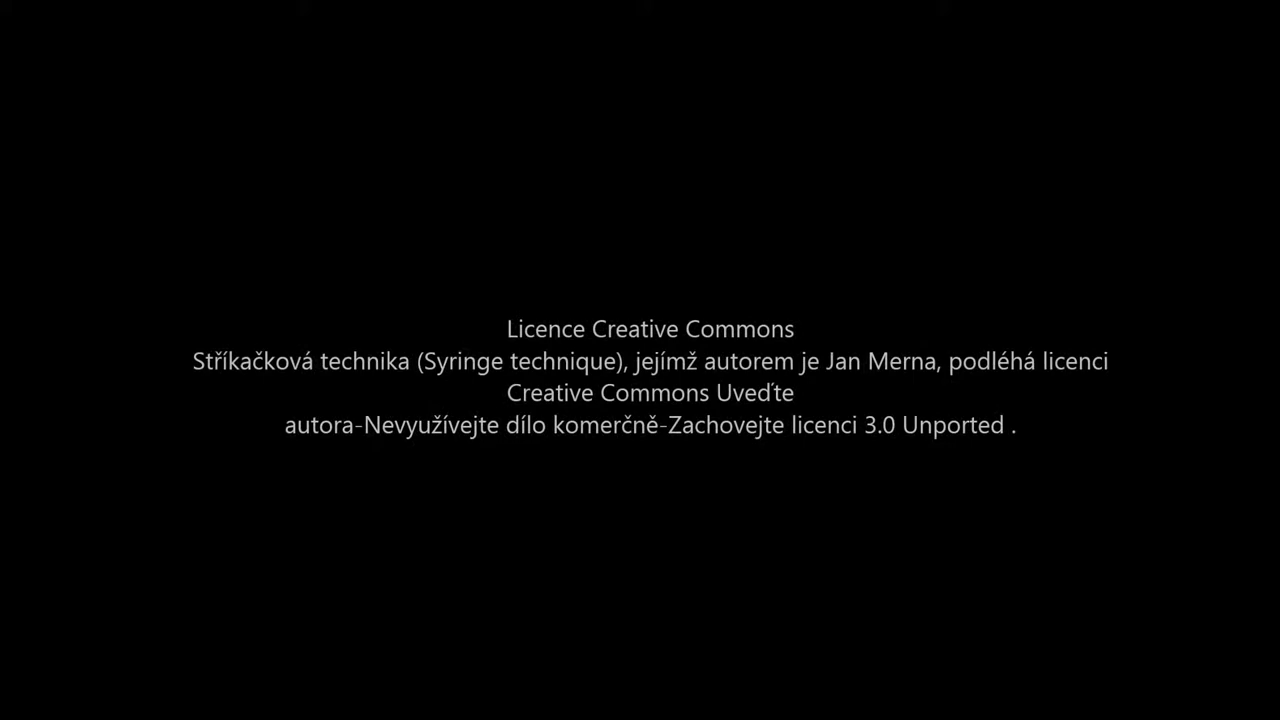 Licence Creative Commons
Stříkačková technika (Syringe technique), jejímž autorem je Jan Merna, podléhá licenci
Creative Commons Uveďte
autora-Nevyužívejte dílo komerčně-Zachovejte licenci 3.0 Unported .